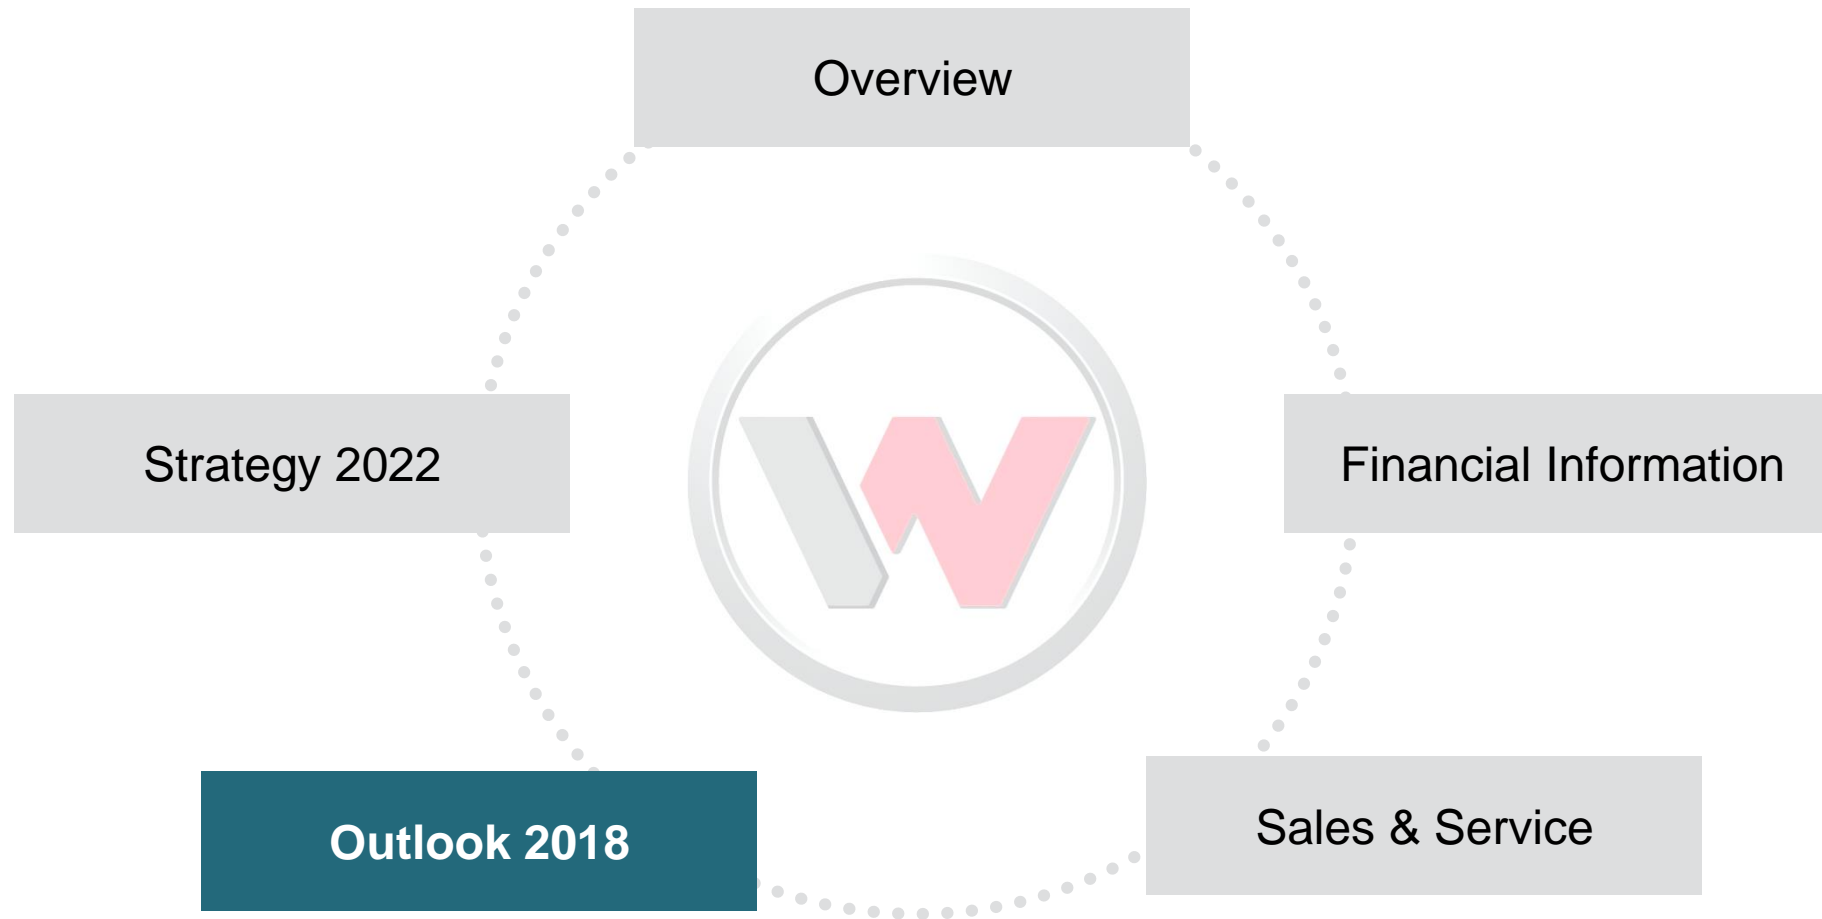 Overview
Strategy 2022
Financial Information
Outlook 2018
Sales & Service